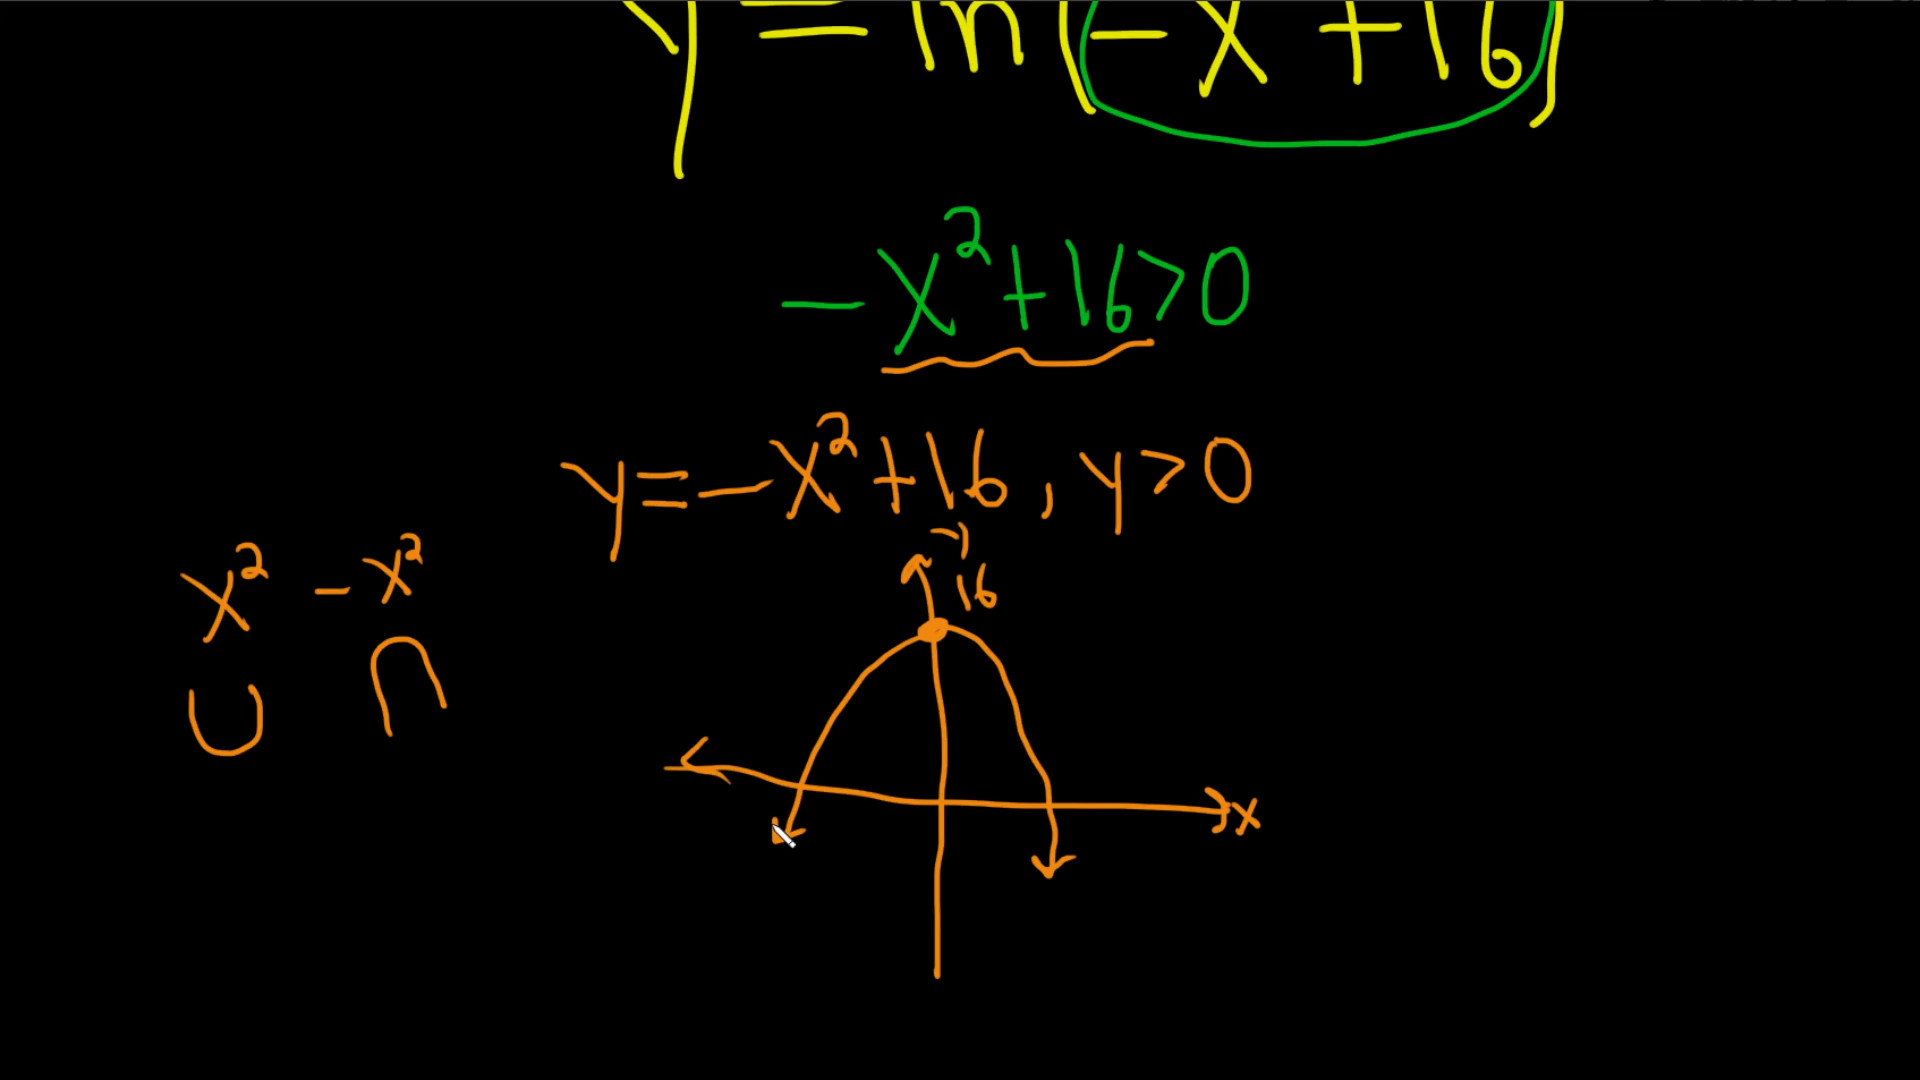 y = ln(-x + 16)
-x²+16>0
y=-x²+16, y>0
x² -x²
y
16
x